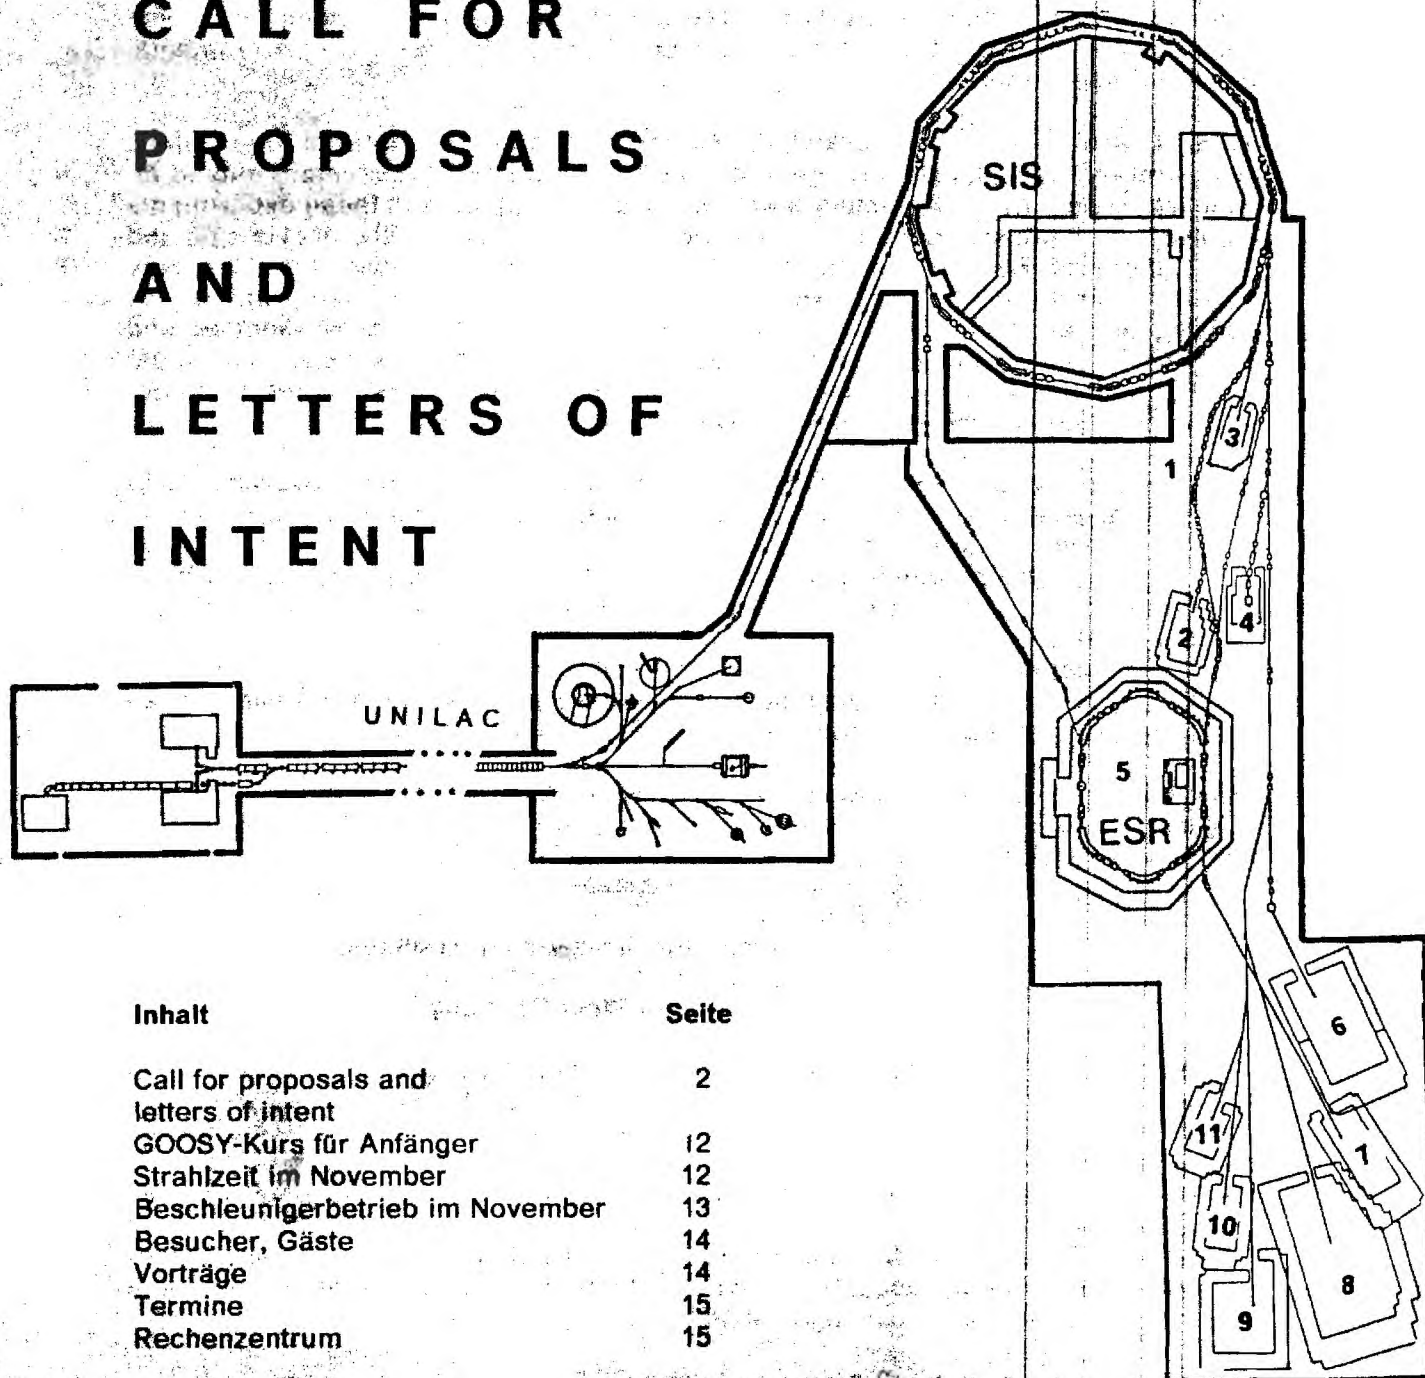 CALL FOR
PROPOSALS
AND
LETTERS OF
INTENT
SIS
3
1
2
4
UNILAC
5
ESR
6
7
11
10
8
9
Inhalt Seite
Call for proposals and 2
letters of intent
GOOSY-Kurs für Anfänger 12
Strahlzeit im November 12
Beschleunigerbetrieb im November 13
Besucher, Gäste 14
Vorträge 14
Termine 15
Rechenzentrum 15